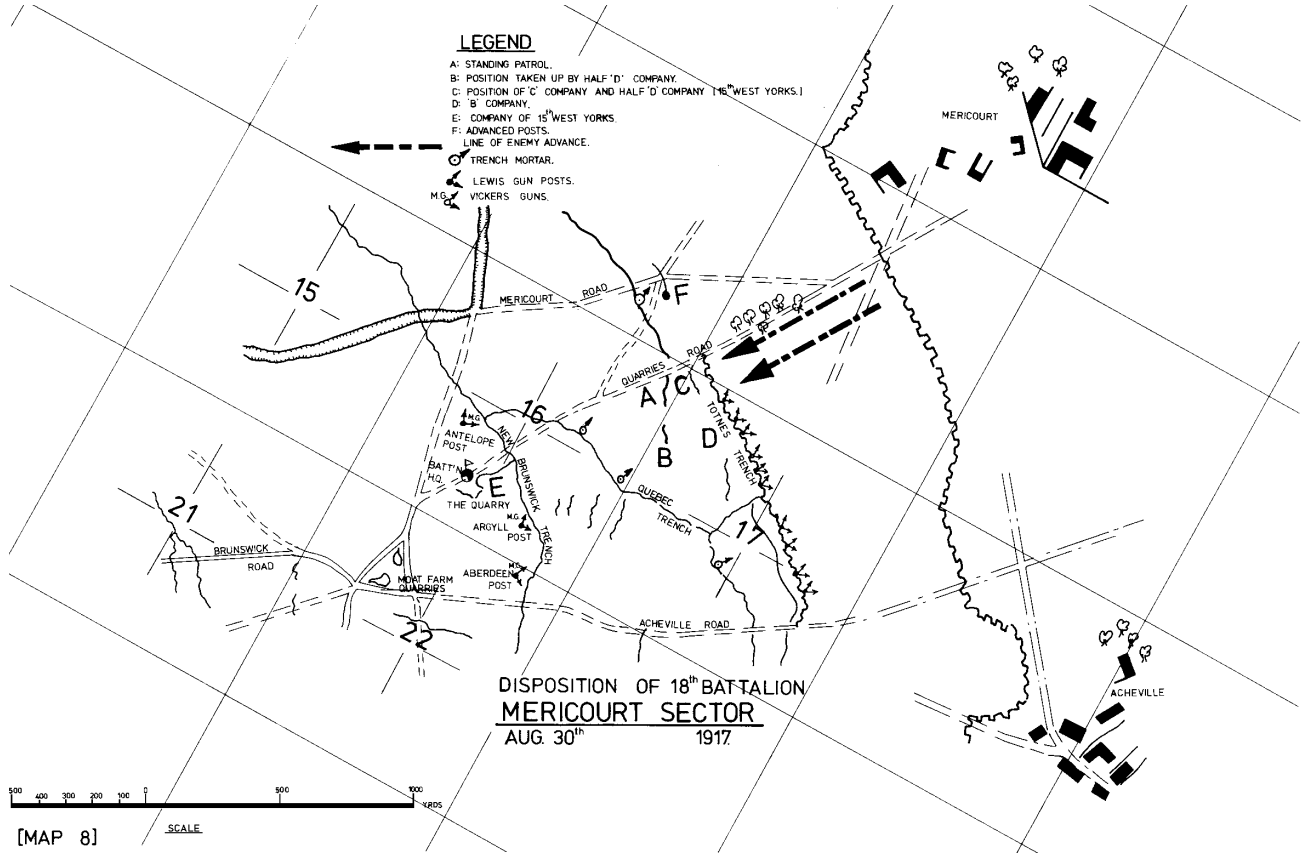 LEGEND
A: STANDING PATROL.
B: POSITION TAKEN UP BY HALF 'D' COMPANY.
C: POSITION OF 'C' COMPANY AND HALF 'D' COMPANY [15th WEST YORKS.]
D: 'B' COMPANY.
E: COMPANY OF 15th WEST YORKS.
F: ADVANCED POSTS.
LINE OF ENEMY ADVANCE.
TRENCH MORTAR.
LEWIS GUN POSTS.
M.G. VICKERS GUNS.
MERICOURT
15
MERICOURT ROAD
F
QUARRIES ROAD
A
C
16
TOTNES TRENCH
D
B
M.G.
ANTELOPE
POST
NEW BRUNSWICK TRENCH
BATT'N
H.Q.
E
THE QUARRY
QUEBEC
TRENCH
M.G.
ARGYLL
POST
17
21
BRUNSWICK
ROAD
M.G.
ABERDEEN
POST
MOAT FARM
QUARRIES
22
ACHEVILLE ROAD
ACHEVILLE
DISPOSITION OF 18th BATTALION
MERICOURT SECTOR
AUG. 30th 1917.
500 400 300 200 100 0 500 1000
YARDS
SCALE
[MAP 8]